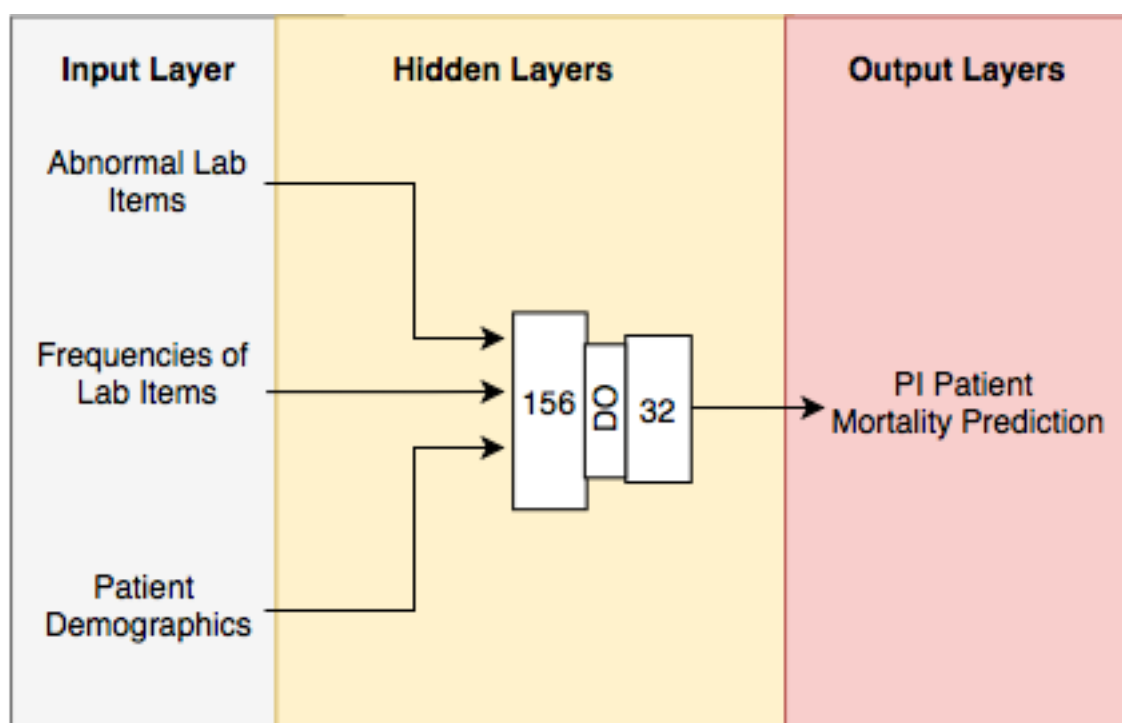 Input Layer
Hidden Layers
Output Layers
Abnormal Lab
Items
Frequencies of
Lab Items
Patient
Demographics
156
DO
32
PI Patient
Mortality Prediction